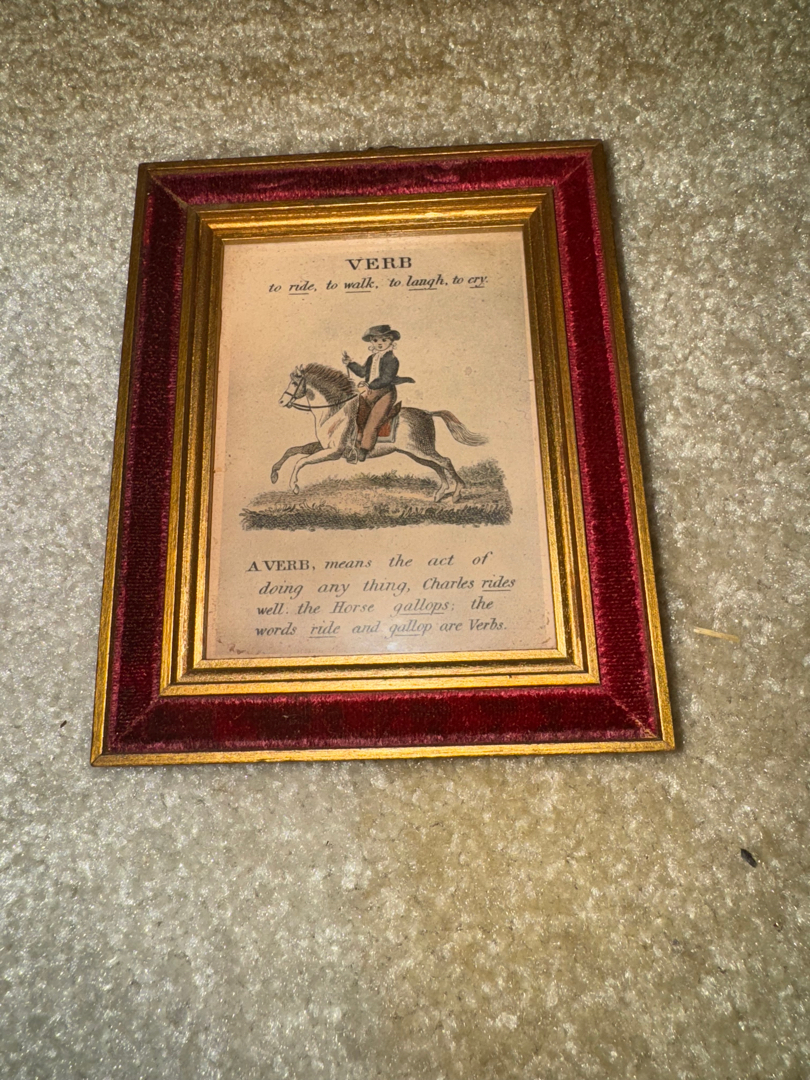 VERB
to ride, to walk, to laugh, to cry.
A VERB, means the act of
doing any thing, Charles rides
well. the Horse gallops; the
words ride and gallop are Verbs.